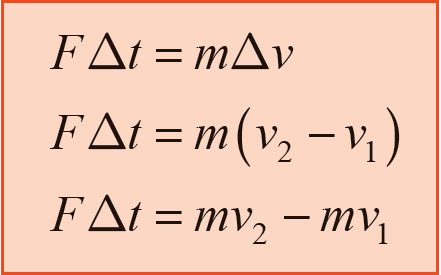 FΔt = mΔv
FΔt = m(v₂ − v₁)
FΔt = mv₂ − mv₁